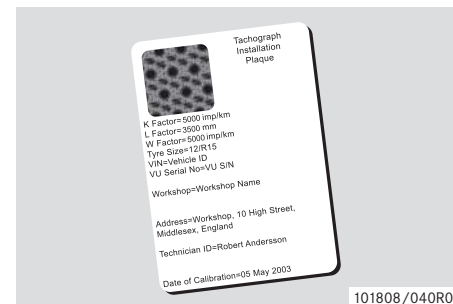 Tachograph
Installation
Plaque
K Factor=5000 imp/km
L Factor=3500 mm
W Factor=5000 imp/km
Tyre Size=12/R15
VIN=Vehicle ID
VU Serial No=VU S/N
Workshop=Workshop Name
Address=Workshop, 10 High Street,
Middlesex, England
Technician ID=Robert Andersson
Date of Calibration=05 May 2003
101808/040R0